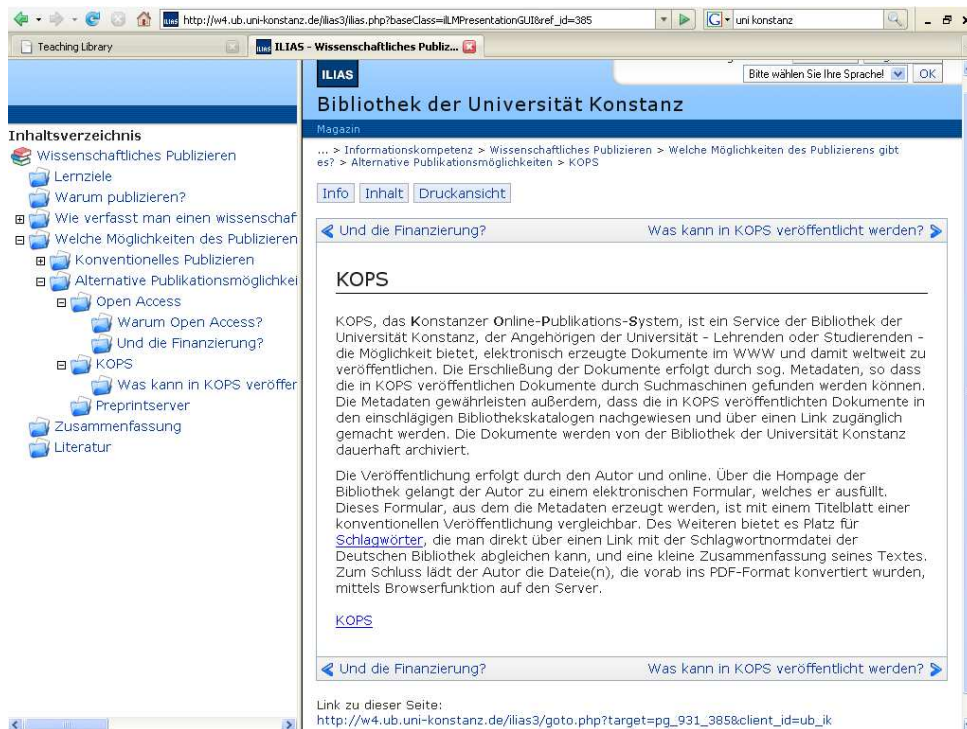 http://w4.ub.uni-konstanz.de/ilias3/ilias.php?baseClass=ilLMPresentationGUI&ref_id=385
uni konstanz
Teaching Library
ILIAS - Wissenschaftliches Publiz...
ILIAS
Bitte wählen Sie Ihre Sprache!
OK
Bibliothek der Universität Konstanz
Magazin
Inhaltsverzeichnis
Wissenschaftliches Publizieren
Lernziele
Warum publizieren?
Wie verfasst man einen wissenschaf
Welche Möglichkeiten des Publizieren
Konventionelles Publizieren
Alternative Publikationsmöglichkei
Open Access
Warum Open Access?
Und die Finanzierung?
KOPS
Was kann in KOPS veröffer
Preprintserver
Zusammenfassung
Literatur
... > Informationskompetenz > Wissenschaftliches Publizieren > Welche Möglichkeiten des Publizierens gibt
es? > Alternative Publikationsmöglichkeiten > KOPS
Info Inhalt Druckansicht
Und die Finanzierung? Was kann in KOPS veröffentlicht werden?
KOPS
KOPS, das Konstanzer Online-Publikations-System, ist ein Service der Bibliothek der
Universität Konstanz, der Angehörigen der Universität - Lehrenden oder Studierenden -
die Möglichkeit bietet, elektronisch erzeugte Dokumente im WWW und damit weltweit zu
veröffentlichen. Die Erschließung der Dokumente erfolgt durch sog. Metadaten, so dass
die in KOPS veröffentlichen Dokumente durch Suchmaschinen gefunden werden können.
Die Metadaten gewährleisten außerdem, dass die in KOPS veröffentlichten Dokumente in
den einschlägigen Bibliothekskatalogen nachgewiesen und über einen Link zugänglich
gemacht werden. Die Dokumente werden von der Bibliothek der Universität Konstanz
dauerhaft archiviert.
Die Veröffentlichung erfolgt durch den Autor und online. Über die Hompage der
Bibliothek gelangt der Autor zu einem elektronischen Formular, welches er ausfüllt.
Dieses Formular, aus dem die Metadaten erzeugt werden, ist mit einem Titelblatt einer
konventionellen Veröffentlichung vergleichbar. Des Weiteren bietet es Platz für
Schlagwörter, die man direkt über einen Link mit der Schlagwortnormdatei der
Deutschen Bibliothek abgleichen kann, und eine kleine Zusammenfassung seines Textes.
Zum Schluss lädt der Autor die Dateie(n), die vorab ins PDF-Format konvertiert wurden,
mittels Browserfunktion auf den Server.
KOPS
Und die Finanzierung? Was kann in KOPS veröffentlicht werden?
Link zu dieser Seite:
http://w4.ub.uni-konstanz.de/ilias3/goto.php?target=pg_931_385&client_id=ub_ik